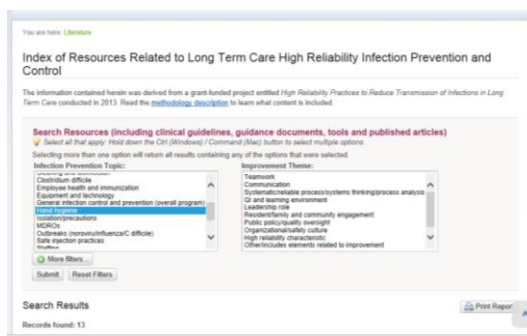 You are here: Literature
Index of Resources Related to Long Term Care High Reliability Infection Prevention and
Control
The information contained herein was derived from a grant-funded project entitled High Reliability Practices to Reduce Transmission of Infections in Long
Term Care conducted in 2013. Read the methodology description to learn what content is included.
Search Resources (including clinical guidelines, guidance documents, tools and published articles)
Select all that apply: Hold down the Ctrl (Windows) / Command (Mac) button to select multiple options.
Selecting more than one option will return all results containing any of the options that were selected.
Infection Prevention Topic:
Cleaning and disinfection
Clostridium difficile
Employee health and immunization
Equipment and technology
General infection control and prevention (overall program)
Hand hygiene
Isolation/precautions
MDROs
Outbreaks (norovirus/influenza/C difficile)
Safe injection practices
Staffing
Improvement Theme:
Teamwork
Communication
Systematic/reliable process/systems thinking/process analysis
QI and learning environment
Leadership role
Resident/family and community engagement
Public policy/quality oversight
Organizational/safety culture
High reliability characteristic
Other/includes elements related to improvement
More filters...
Submit Reset Filters
Search Results
Print Report
Records found: 13